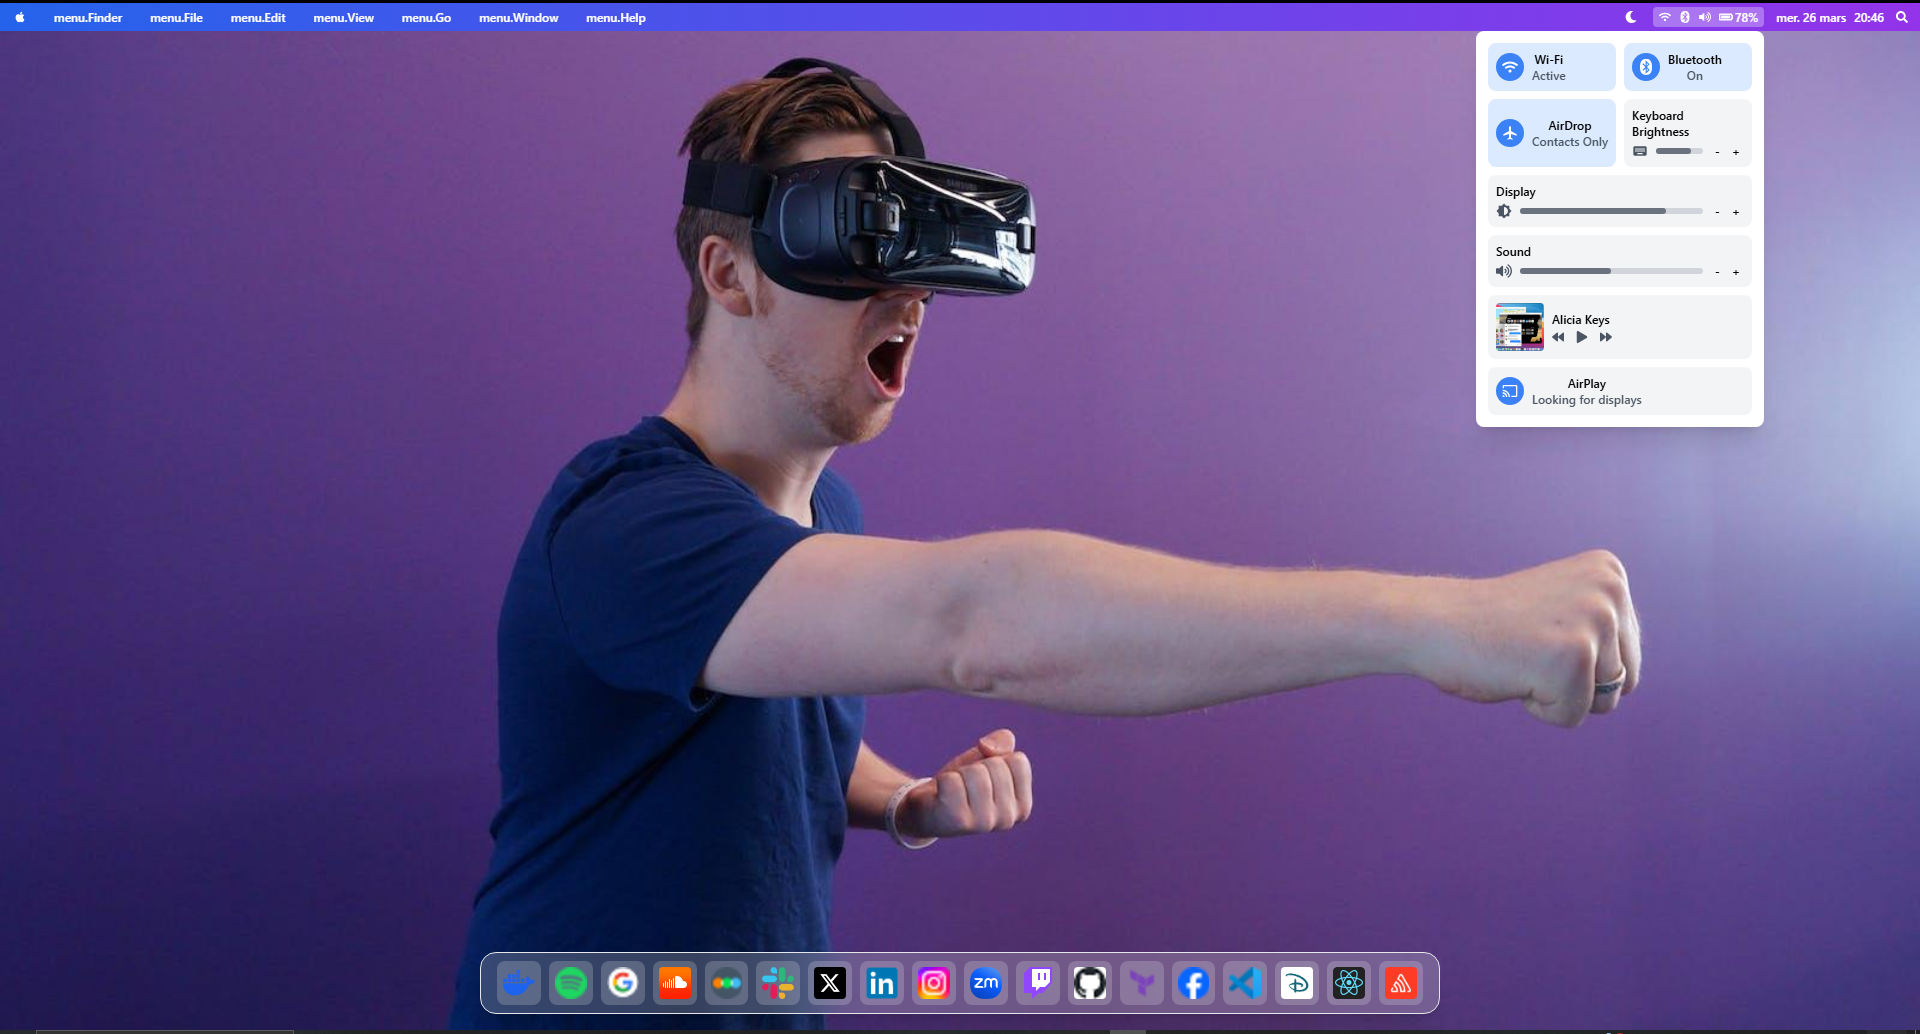 menu.Finder menu.File menu.Edit menu.View menu.Go menu.Window menu.Help 78% mer. 26 mars 20:46
Wi-Fi
Active
Bluetooth
On
AirDrop
Contacts Only
Keyboard
Brightness
- +
Display
- +
Sound
- +
Alicia Keys
AirPlay
Looking for displays
SAMSUNG
zm